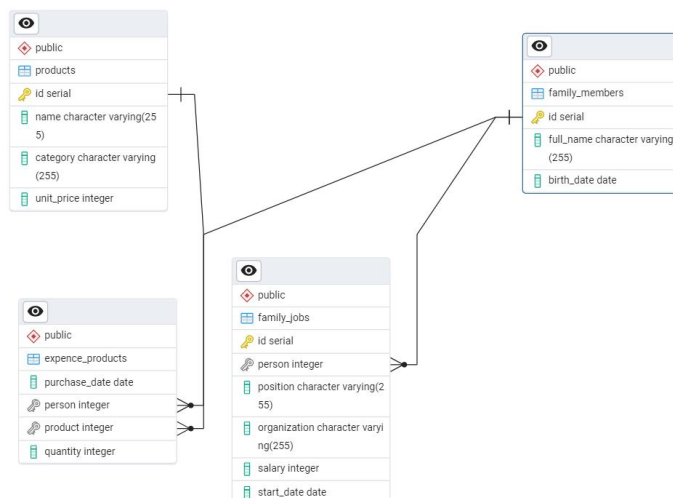 public
products
id serial
name character varying(25
5)
category character varying
(255)
unit_price integer
public
family_members
id serial
full_name character varying
(255)
birth_date date
public
expence_products
purchase_date date
person integer
product integer
quantity integer
public
family_jobs
id serial
person integer
position character varying(2
55)
organization character varyi
ng(255)
salary integer
start_date date